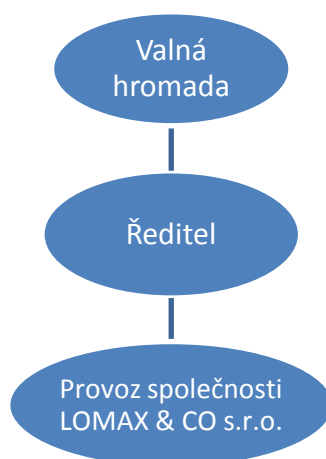 Valná
hromada
Ředitel
Provoz společnosti
LOMAX & CO s.r.o.